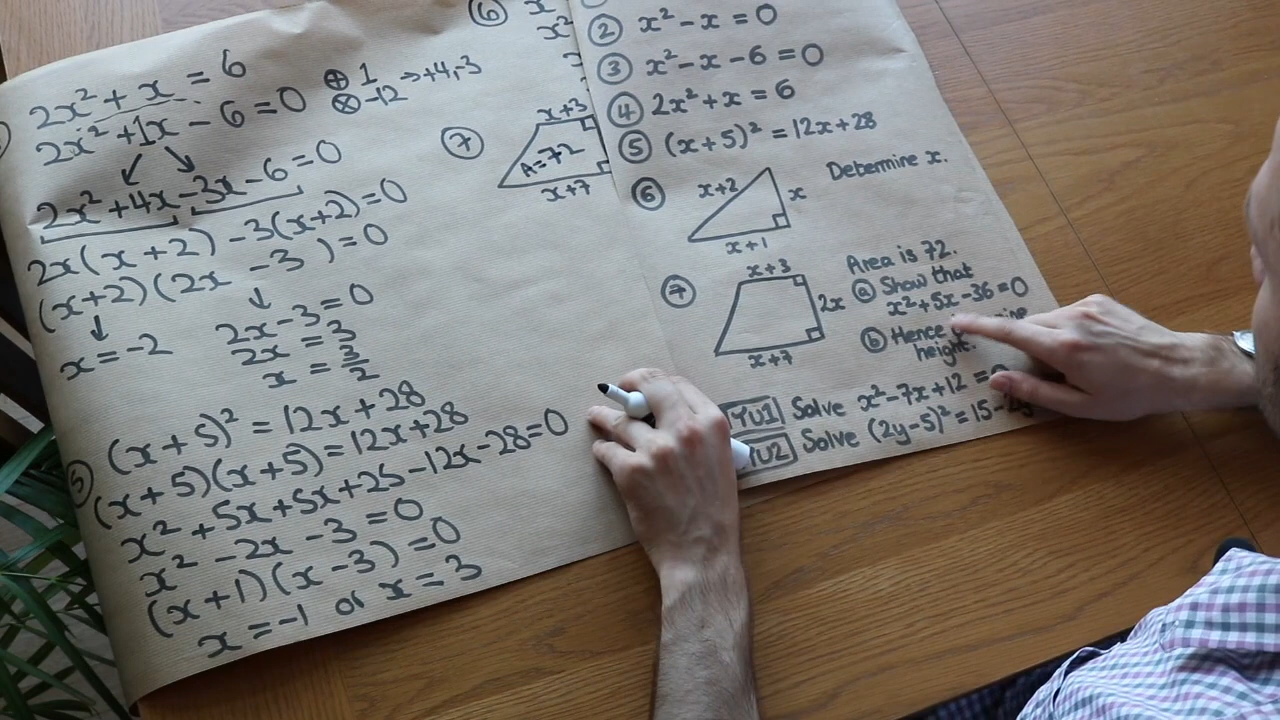 2x² + x = 6
2x² + 1x - 6 = 0
⊕ 1
⊗ -12 → +4, -3
2x² + 4x - 3x - 6 = 0
2x(x + 2) - 3(x + 2) = 0
(x + 2)(2x - 3) = 0
x = -2
2x - 3 = 0
2x = 3
x = 3/2
⑤ (x + 5)² = 12x + 28
(x + 5)(x + 5) = 12x + 28
x² + 5x + 5x + 25 - 12x - 28 = 0
x² - 2x - 3 = 0
(x + 1)(x - 3) = 0
x = -1 or x = 3
⑥ x
x²
⑦
x+3
A=72
x+7
② x² - x = 0
③ x² - x - 6 = 0
④ 2x² + x = 6
⑤ (x + 5)² = 12x + 28
⑥ x+2
x
x+1
Determine x.
⑦ x+3
2x
x+7
Area is 72.
ⓐ Show that
x² + 5x - 36 = 0
ⓑ Hence
height.
YU1 Solve x² - 7x + 12 = 0
YU2 Solve (2y - 5)² = 15 -